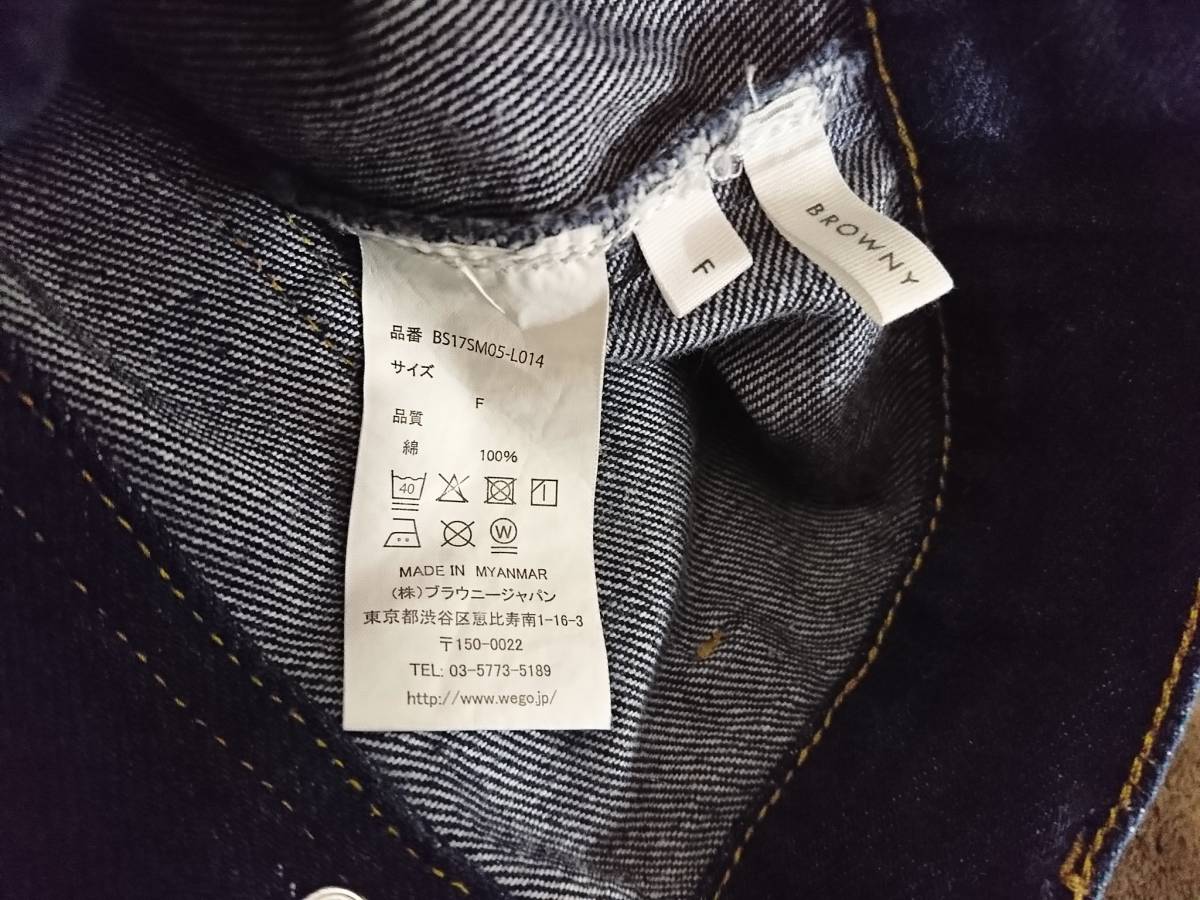 BROWNY
F
品番 BS17SM05-L014
サイズ
F
品質
綿 100%
40
W
MADE IN MYANMAR
(株)ブラウニージャパン
東京都渋谷区恵比寿南1-16-3
〒150-0022
TEL: 03-5773-5189
http://www.wego.jp/